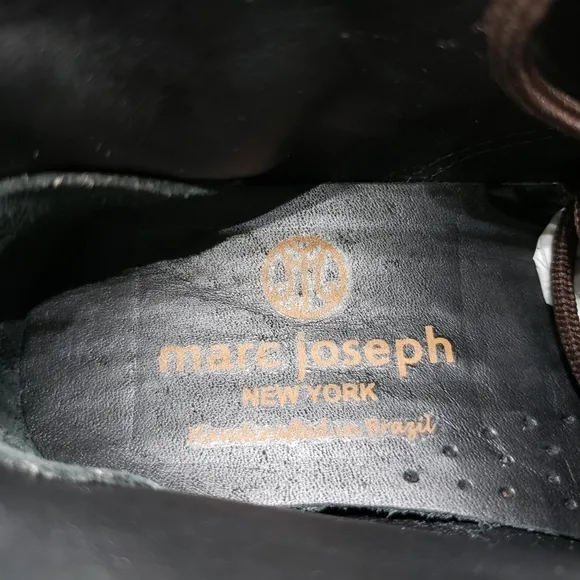 marc joseph
NEW YORK
Handcrafted in Brazil